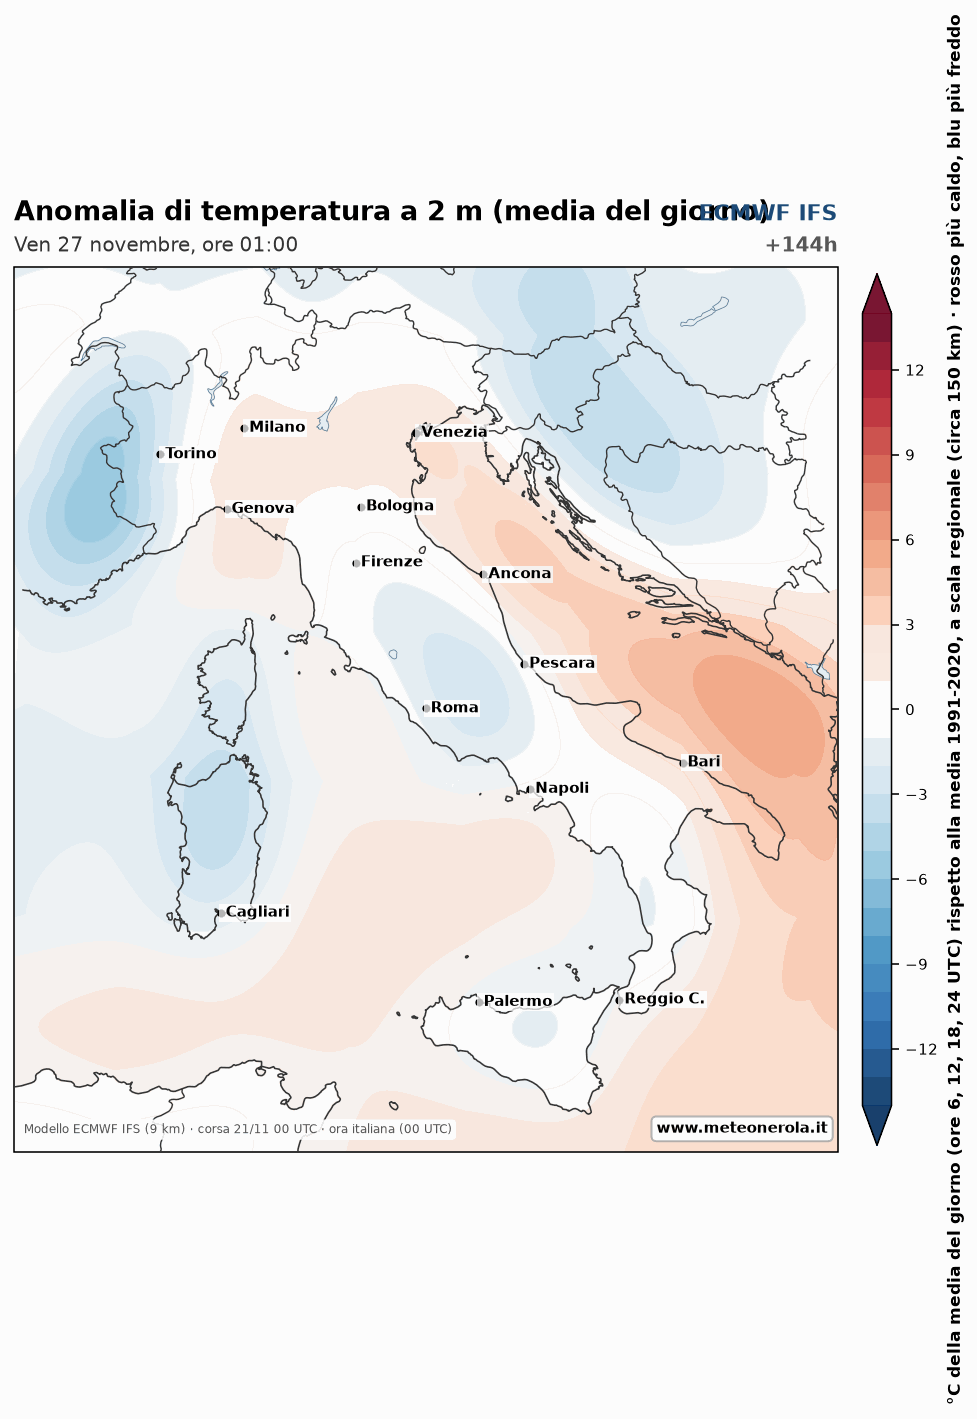 Anomalia di temperatura a 2 m (media del giorno)
ECMWF IFS
Ven 27 novembre, ore 01:00
+144h
Milano
Venezia
Torino
Genova
Bologna
Firenze
Ancona
Pescara
Roma
Bari
Napoli
Cagliari
Palermo
Reggio C.
Modello ECMWF IFS (9 km) · corsa 21/11 00 UTC · ora italiana (00 UTC)
www.meteonerola.it
12
9
6
3
0
−3
−6
−9
−12
°C della media del giorno (ore 6, 12, 18, 24 UTC) rispetto alla media 1991-2020, a scala regionale (circa 150 km) · rosso più caldo, blu più freddo